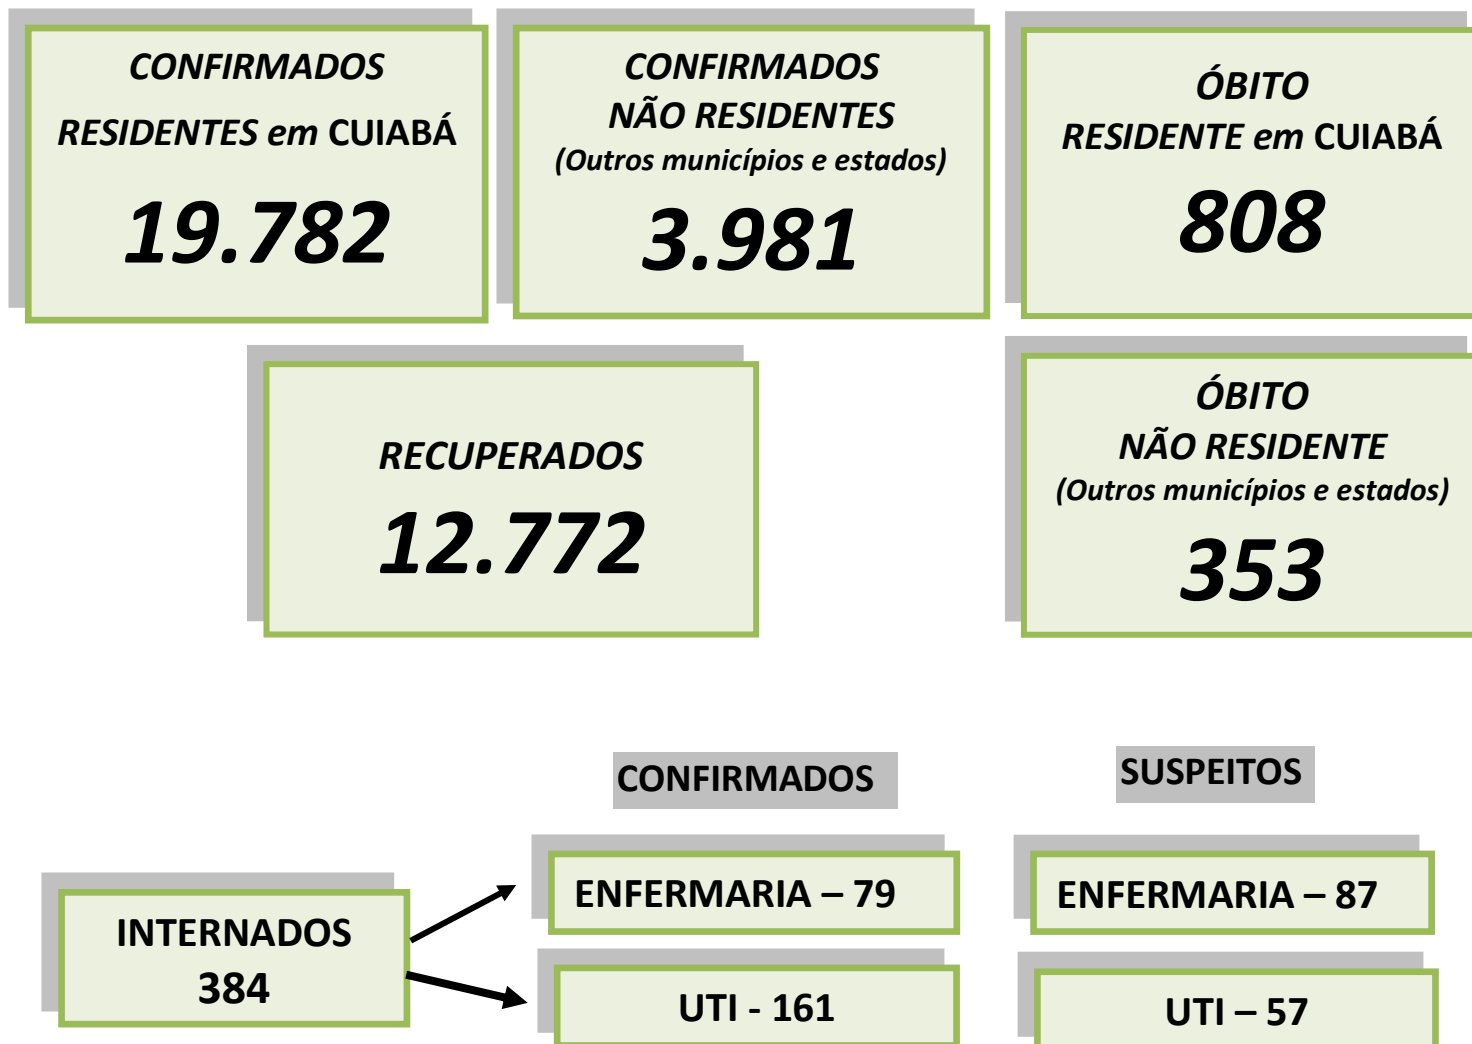 CONFIRMADOS
RESIDENTES em CUIABÁ
19.782
CONFIRMADOS
NÃO RESIDENTES
(Outros municípios e estados)
3.981
ÓBITO
RESIDENTE em CUIABÁ
808
RECUPERADOS
12.772
ÓBITO
NÃO RESIDENTE
(Outros municípios e estados)
353
CONFIRMADOS
SUSPEITOS
INTERNADOS
384
ENFERMARIA – 79
ENFERMARIA – 87
UTI - 161
UTI – 57